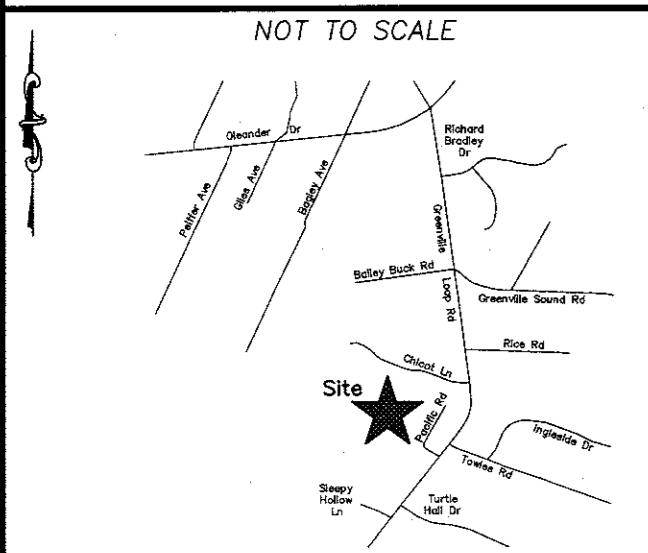 NOT TO SCALE
Oleander Dr
Richard
Bradley
Dr
Peiffer Ave
Giles Ave
Bagley Ave
Greenville
Loop Rd
Bailey Buck Rd
Greenville Sound Rd
Rice Rd
Chicot Ln
Site
Pacific Rd
Ingleside Dr
Towles Rd
Sleepy
Hollow
Ln
Turtle
Hall Dr